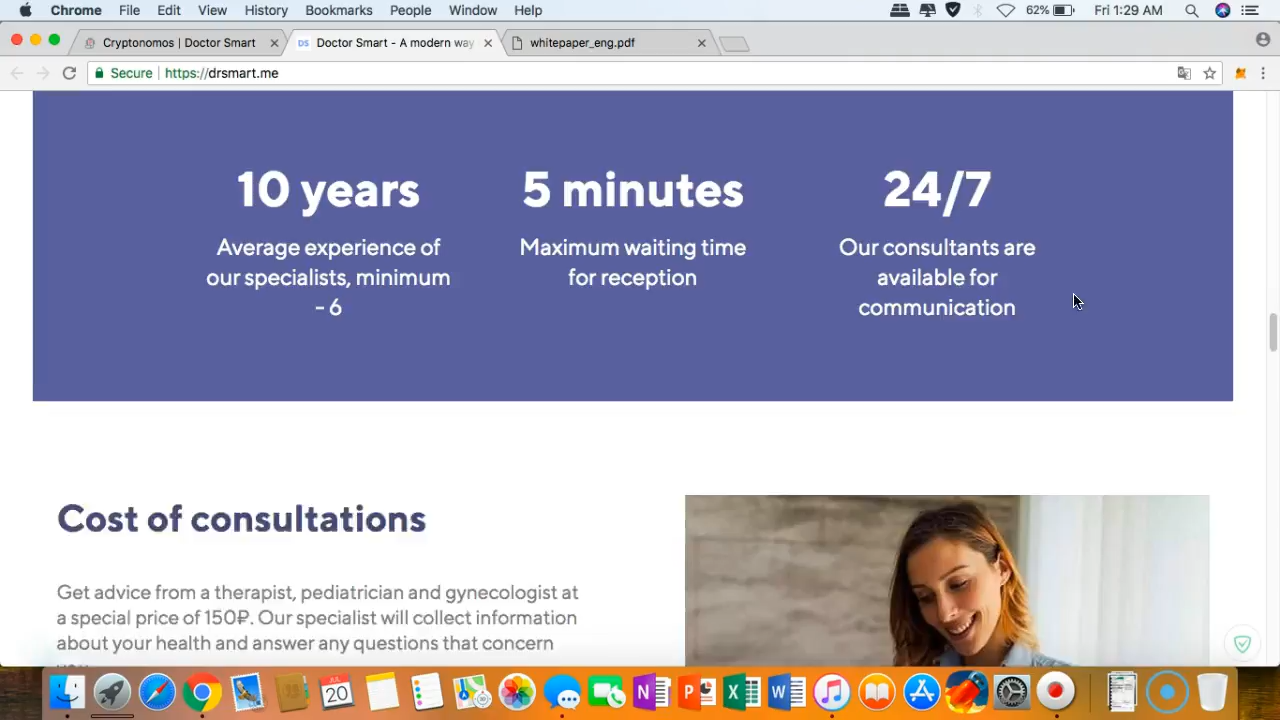 Chrome File Edit View History Bookmarks People Window Help 62% Fri 1:29 AM
Cryptonomos | Doctor Smart DS Doctor Smart - A modern way whitepaper_eng.pdf
Secure https://drsmart.me
10 years 5 minutes 24/7
Average experience of Maximum waiting time Our consultants are
our specialists, minimum for reception available for
- 6 communication
Cost of consultations
Get advice from a therapist, pediatrician and gynecologist at
a special price of 150₽. Our specialist will collect information
about your health and answer any questions that concern
JUL
20
N P X W